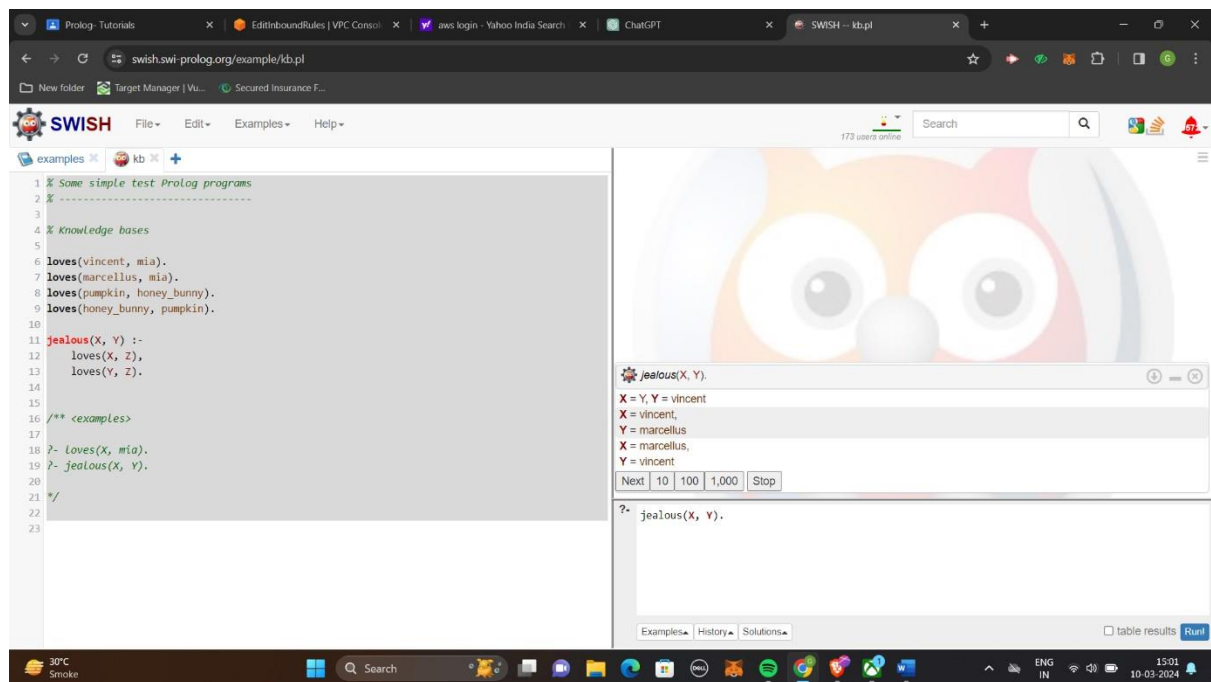 Prolog- Tutorials
EditInboundRules | VPC Consol
aws login - Yahoo India Search
ChatGPT
SWISH -- kb.pl
swish.swi-prolog.org/example/kb.pl
G
New folder
Target Manager | Vu...
Secured Insurance F...
SWISH File Edit Examples Help
173 users online
Search
examples
kb
1 % Some simple test Prolog programs
2 % --------------------------------
3
4 % Knowledge bases
5
6 loves(vincent, mia).
7 loves(marcellus, mia).
8 loves(pumpkin, honey_bunny).
9 loves(honey_bunny, pumpkin).
10
11 jealous(X, Y) :-
12 loves(X, Z),
13 loves(Y, Z).
14
15
16 /** <examples>
17
18 ?- loves(X, mia).
19 ?- jealous(X, Y).
20
21 */
22
23
jealous(X, Y).
X = Y, Y = vincent
X = vincent,
Y = marcellus
X = marcellus,
Y = vincent
Next 10 100 1,000 Stop
?- jealous(X, Y).
Examples History Solutions
table results Run!
30°C
Smoke
Search
DELL
ENG
IN
15:01
10-03-2024